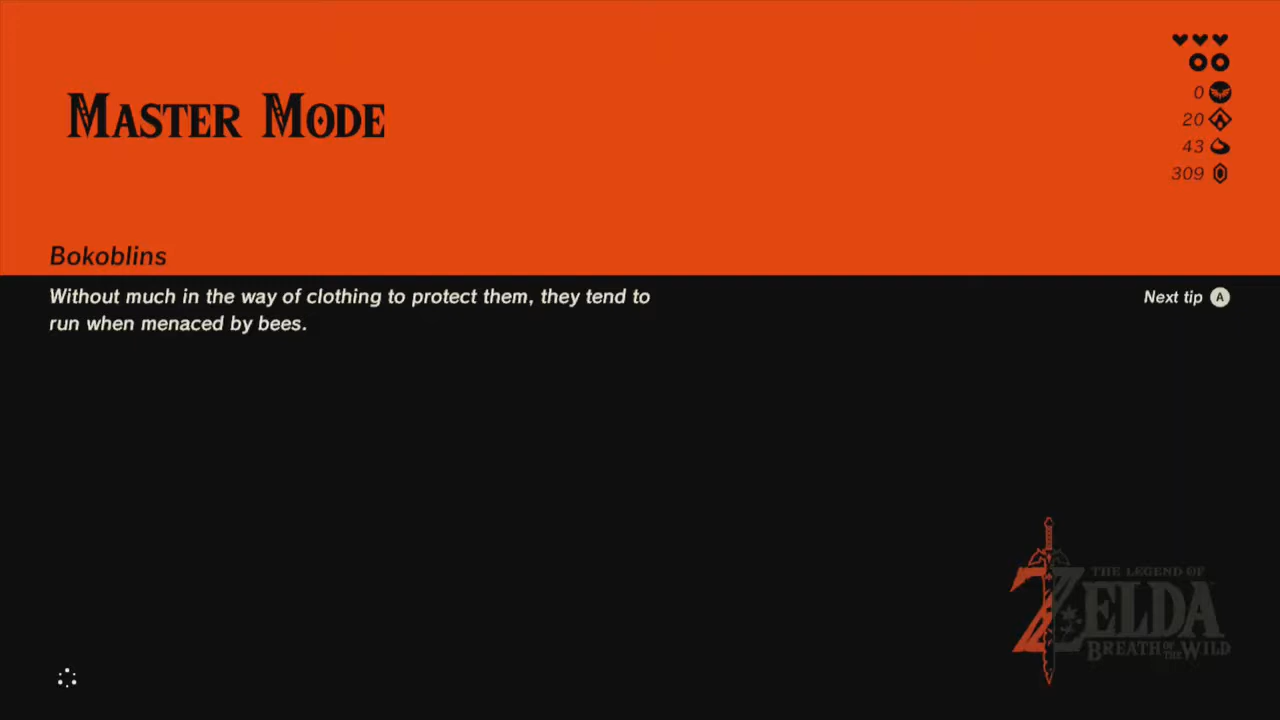 Master Mode
0
20
43
309
Bokoblins
Without much in the way of clothing to protect them, they tend to
run when menaced by bees.
Next tip A
THE LEGEND OF
ZELDA
BREATH OF THE WILD